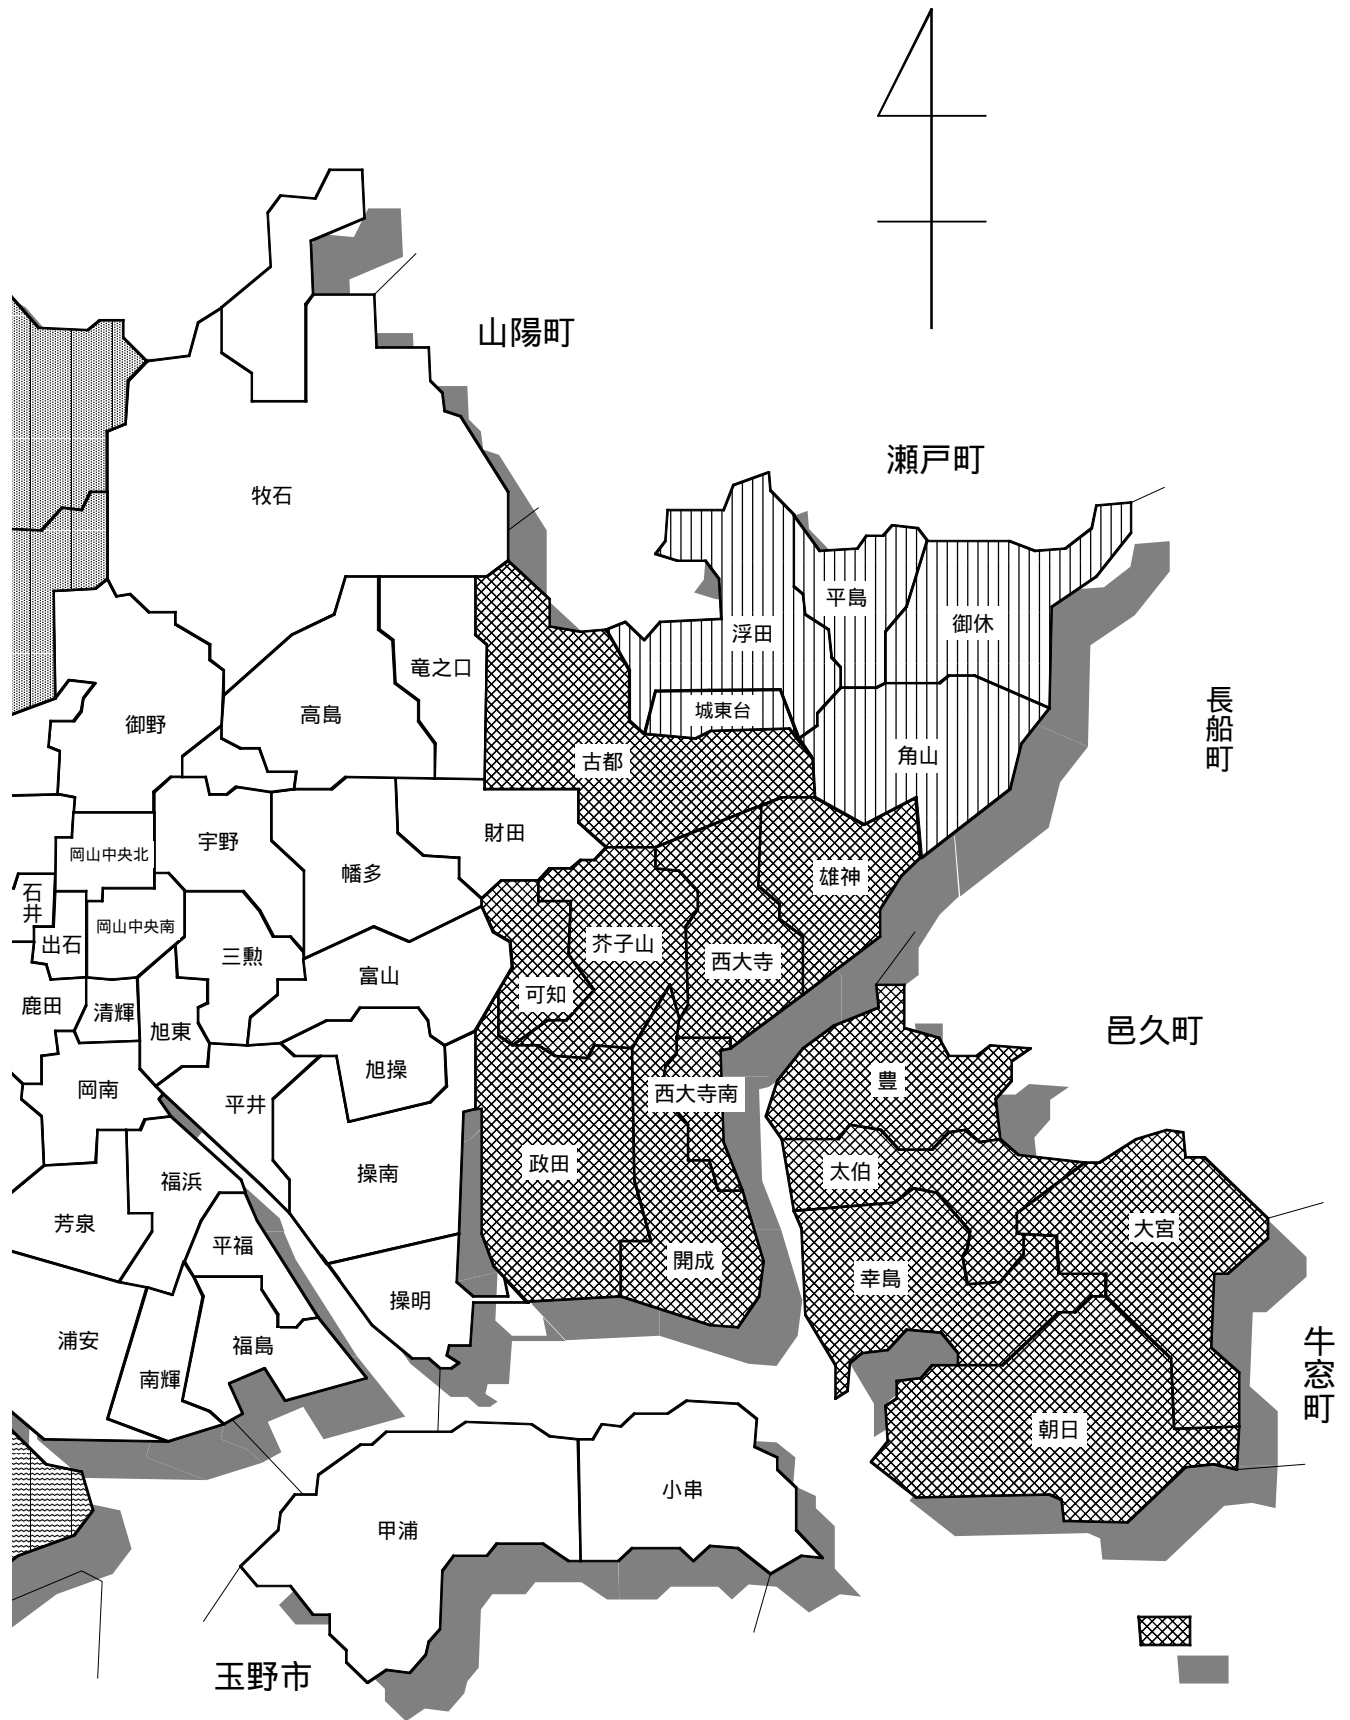 山陽町
瀬戸町
牧石
平島
御休
浮田
竜之口
城東台
長船町
高島
御野
古都
角山
財田
宇野
岡山中央北
幡多
雄神
石井
岡山中央南
出石
芥子山
三勲
西大寺
富山
可知
鹿田
清輝
旭東
邑久町
旭操
豊
岡南
西大寺南
平井
政田
操南
太伯
福浜
芳泉
大宮
平福
開成
幸島
操明
浦安
福島
牛窓町
南輝
朝日
小串
甲浦
玉野市